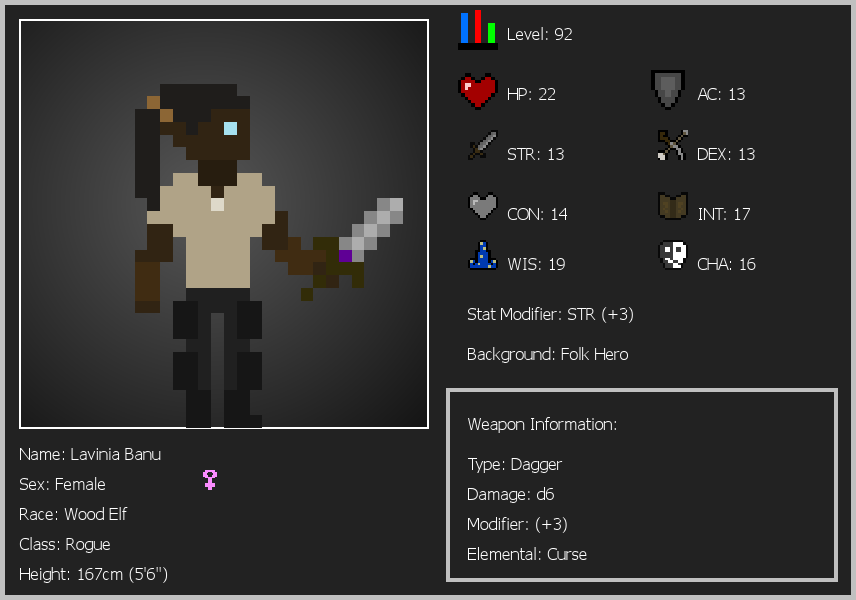 Level: 92
HP: 22
AC: 13
STR: 13
DEX: 13
CON: 14
INT: 17
WIS: 19
CHA: 16
Stat Modifier: STR (+3)
Background: Folk Hero
Weapon Information:
Type: Dagger
Damage: d6
Modifier: (+3)
Elemental: Curse
Name: Lavinia Banu
Sex: Female
Race: Wood Elf
Class: Rogue
Height: 167cm (5'6")